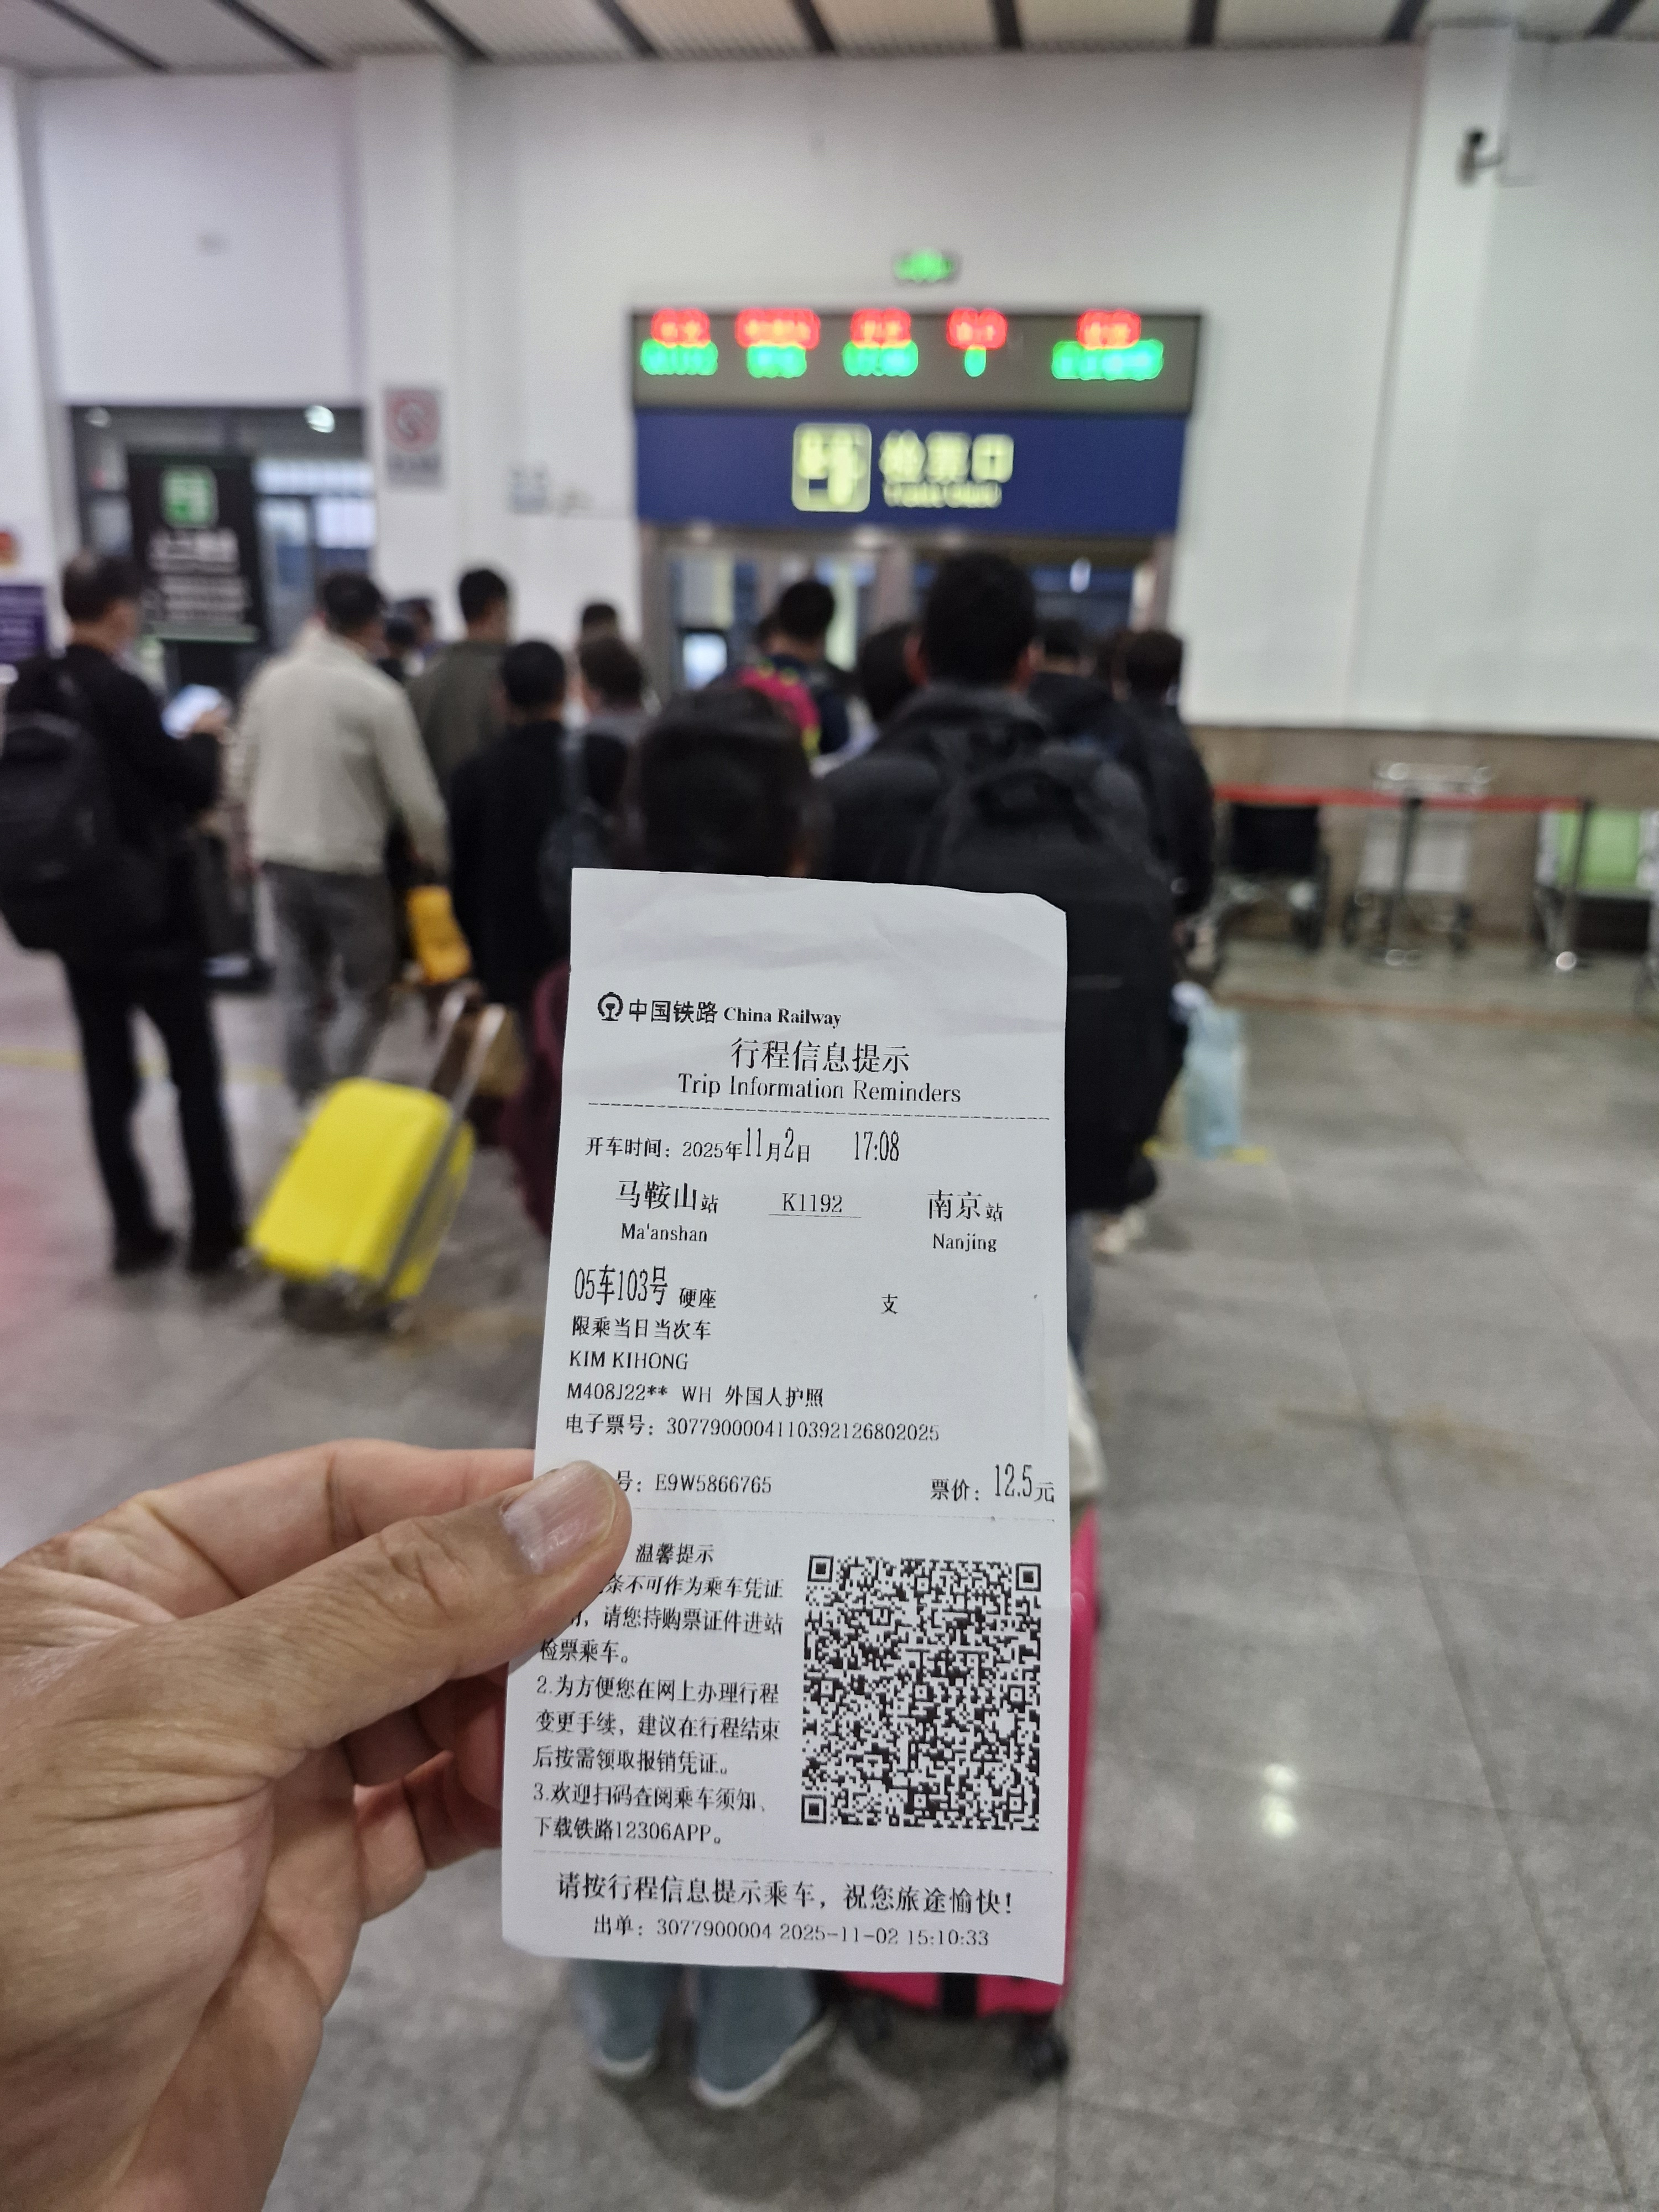 检票口
中国铁路 China Railway
行程信息提示
Trip Information Reminders
开车时间：2025年11月2日 17:08
马鞍山站 K1192 南京站
Ma'anshan Nanjing
05车103号 硬座 支
限乘当日当次车
KIM KIHONG
M408J22** WH 外国人护照
电子票号：3077900004110392126802025
号：E9W5866765 票价：12.5元
温馨提示
条不可作为乘车凭证
，请您持购票证件进站
检票乘车。
2.为方便您在网上办理行程
变更手续，建议在行程结束
后按需领取报销凭证。
3.欢迎扫码查阅乘车须知、
下载铁路12306APP。
请按行程信息提示乘车，祝您旅途愉快！
出单：3077900004 2025-11-02 15:10:33